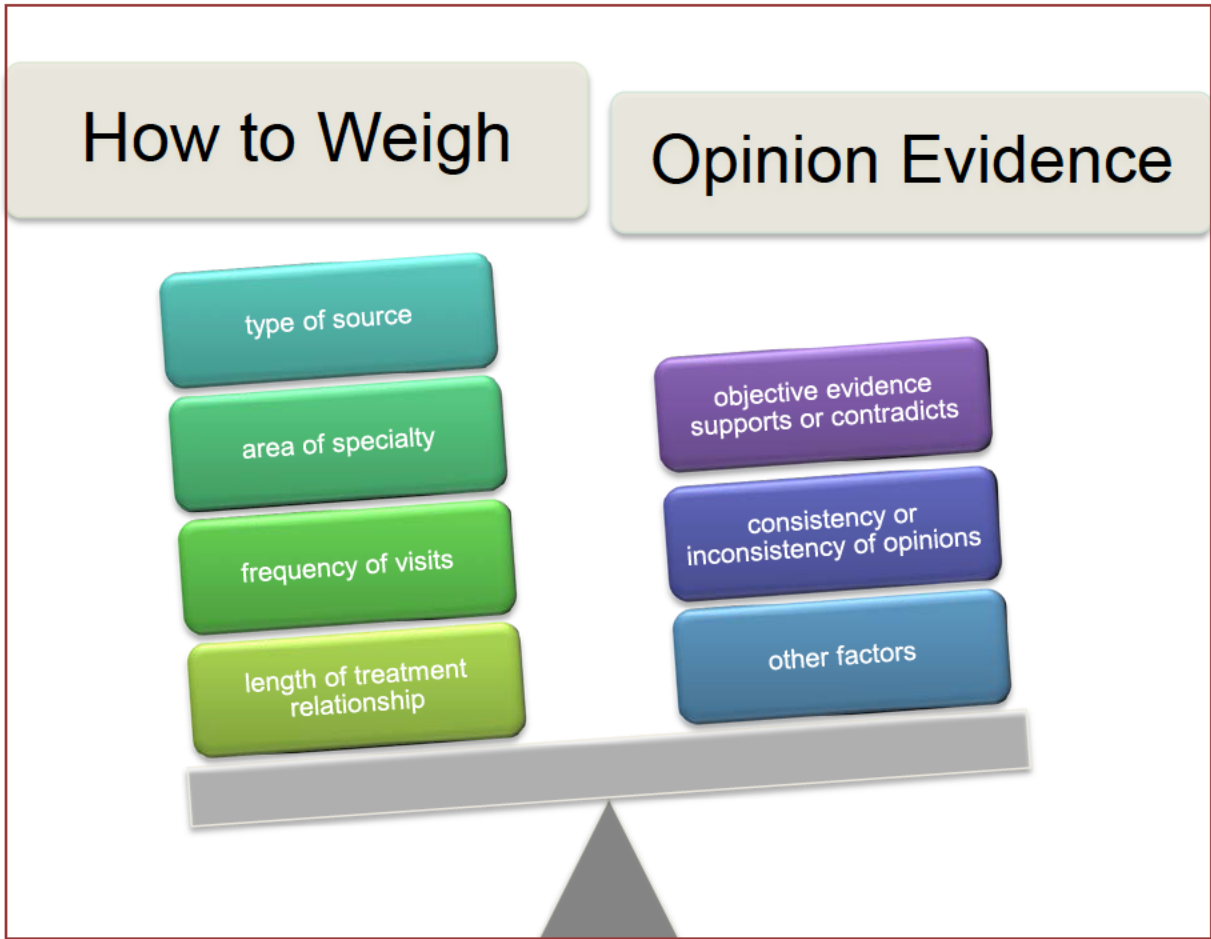 How to Weigh
Opinion Evidence
type of source
area of specialty
frequency of visits
length of treatment
relationship
objective evidence
supports or contradicts
consistency or
inconsistency of opinions
other factors